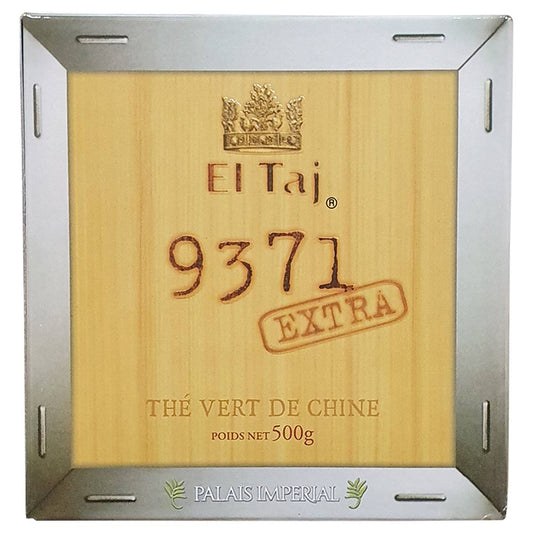 El Taj ®
9371
EXTRA
THÉ VERT DE CHINE
POIDS NET 500g
PALAIS IMPERIAL